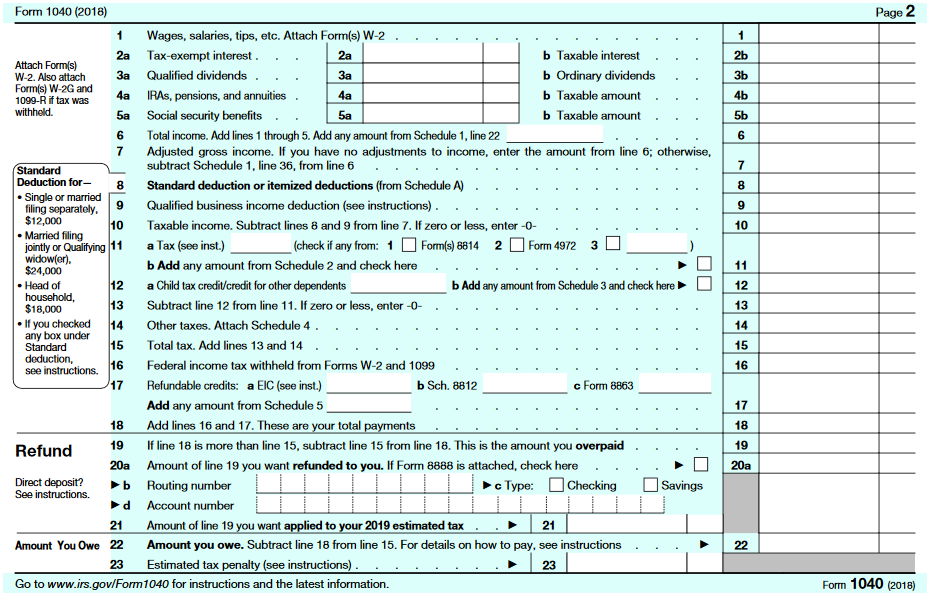 Form 1040 (2018) Page 2
Attach Form(s)
W-2. Also attach
Form(s) W-2G and
1099-R if tax was
withheld.
1 Wages, salaries, tips, etc. Attach Form(s) W-2 . . . . . . . . . . . . . . . . 1
2a Tax-exempt interest . . . 2a b Taxable interest . . . 2b
3a Qualified dividends . . . 3a b Ordinary dividends . . . 3b
4a IRAs, pensions, and annuities . 4a b Taxable amount . . . 4b
5a Social security benefits . . 5a b Taxable amount . . . 5b
6 Total income. Add lines 1 through 5. Add any amount from Schedule 1, line 22 . . . . . 6
7 Adjusted gross income. If you have no adjustments to income, enter the amount from line 6; otherwise,
subtract Schedule 1, line 36, from line 6 . . . . . . . . . . . . . . . . . 7
Standard
Deduction for—
• Single or married
filing separately,
$12,000
• Married filing
jointly or Qualifying
widow(er),
$24,000
• Head of
household,
$18,000
• If you checked
any box under
Standard
deduction,
see instructions.
8 Standard deduction or itemized deductions (from Schedule A) . . . . . . . . . . . 8
9 Qualified business income deduction (see instructions) . . . . . . . . . . . . . . 9
10 Taxable income. Subtract lines 8 and 9 from line 7. If zero or less, enter -0- . . . . . . . . 10
11 a Tax (see inst.) (check if any from: 1 Form(s) 8814 2 Form 4972 3 )
b Add any amount from Schedule 2 and check here . . . . . . . . . . . . ▶ 11
12 a Child tax credit/credit for other dependents b Add any amount from Schedule 3 and check here ▶ 12
13 Subtract line 12 from line 11. If zero or less, enter -0- . . . . . . . . . . . . . . 13
14 Other taxes. Attach Schedule 4 . . . . . . . . . . . . . . . . . . . 14
15 Total tax. Add lines 13 and 14 . . . . . . . . . . . . . . . . . . . . 15
16 Federal income tax withheld from Forms W-2 and 1099 . . . . . . . . . . . . . 16
17 Refundable credits: a EIC (see inst.) b Sch. 8812 c Form 8863
Add any amount from Schedule 5 . . . . . . . . . . . . . . 17
18 Add lines 16 and 17. These are your total payments . . . . . . . . . . . . . . 18
Refund
19 If line 18 is more than line 15, subtract line 15 from line 18. This is the amount you overpaid . . . . 19
20a Amount of line 19 you want refunded to you. If Form 8888 is attached, check here . . . . ▶ 20a
Direct deposit?
See instructions.
▶ b Routing number ▶ c Type: Checking Savings
▶ d Account number
21 Amount of line 19 you want applied to your 2019 estimated tax . . ▶ 21
Amount You Owe 22 Amount you owe. Subtract line 18 from line 15. For details on how to pay, see instructions . . . ▶ 22
23 Estimated tax penalty (see instructions) . . . . . . . . ▶ 23
Go to www.irs.gov/Form1040 for instructions and the latest information. Form 1040 (2018)